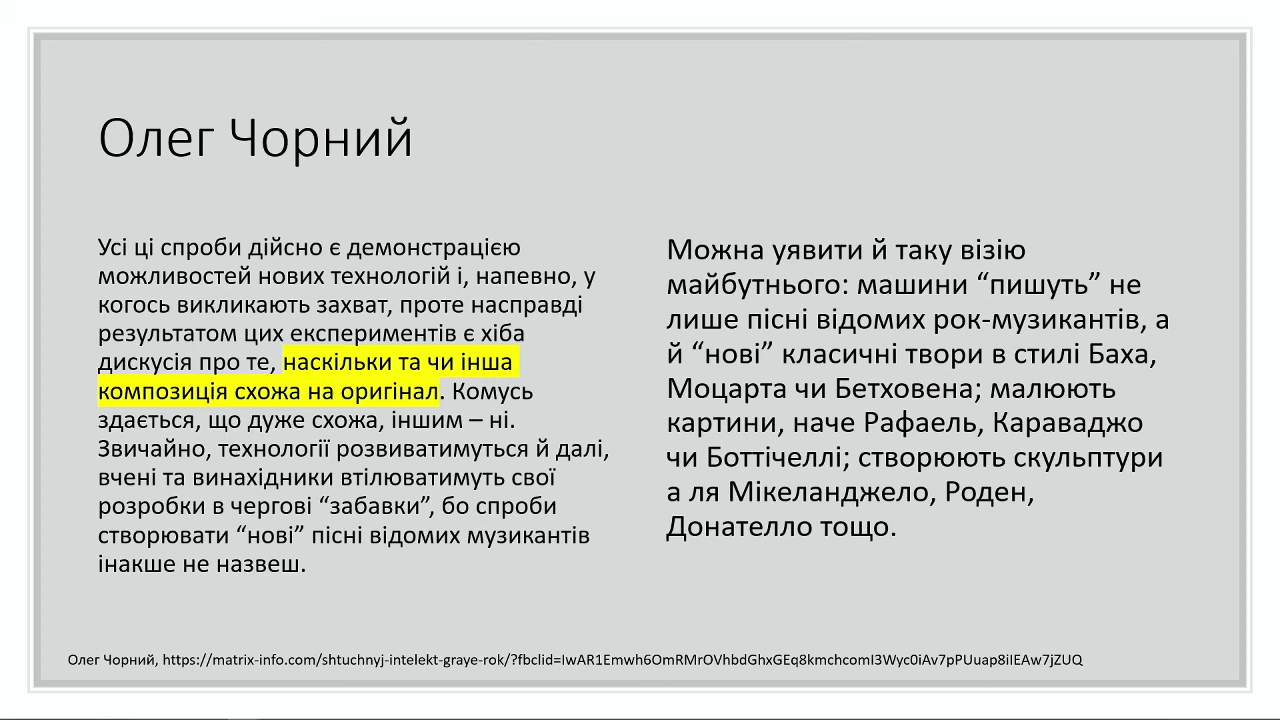 Олег Чорний
Усі ці спроби дійсно є демонстрацією
можливостей нових технологій і, напевно, у
когось викликають захват, проте насправді
результатом цих експериментів є хіба
дискусія про те, наскільки та чи інша
композиція схожа на оригінал. Комусь
здається, що дуже схожа, іншим – ні.
Звичайно, технології розвиватимуться й далі,
вчені та винахідники втілюватимуть свої
розробки в чергові “забавки”, бо спроби
створювати “нові” пісні відомих музикантів
інакше не назвеш.
Можна уявити й таку візію
майбутнього: машини “пишуть” не
лише пісні відомих рок-музикантів, а
й “нові” класичні твори в стилі Баха,
Моцарта чи Бетховена; малюють
картини, наче Рафаель, Караваджо
чи Боттічеллі; створюють скульптури
а ля Мікеланджело, Роден,
Донателло тощо.
Олег Чорний, https://matrix-info.com/shtuchnyj-intelekt-graye-rok/?fbclid=IwAR1Emwh6OmRMrOVhbdGhxGEq8kmchcomI3Wyc0iAv7pPUuap8iIEAw7jZUQ